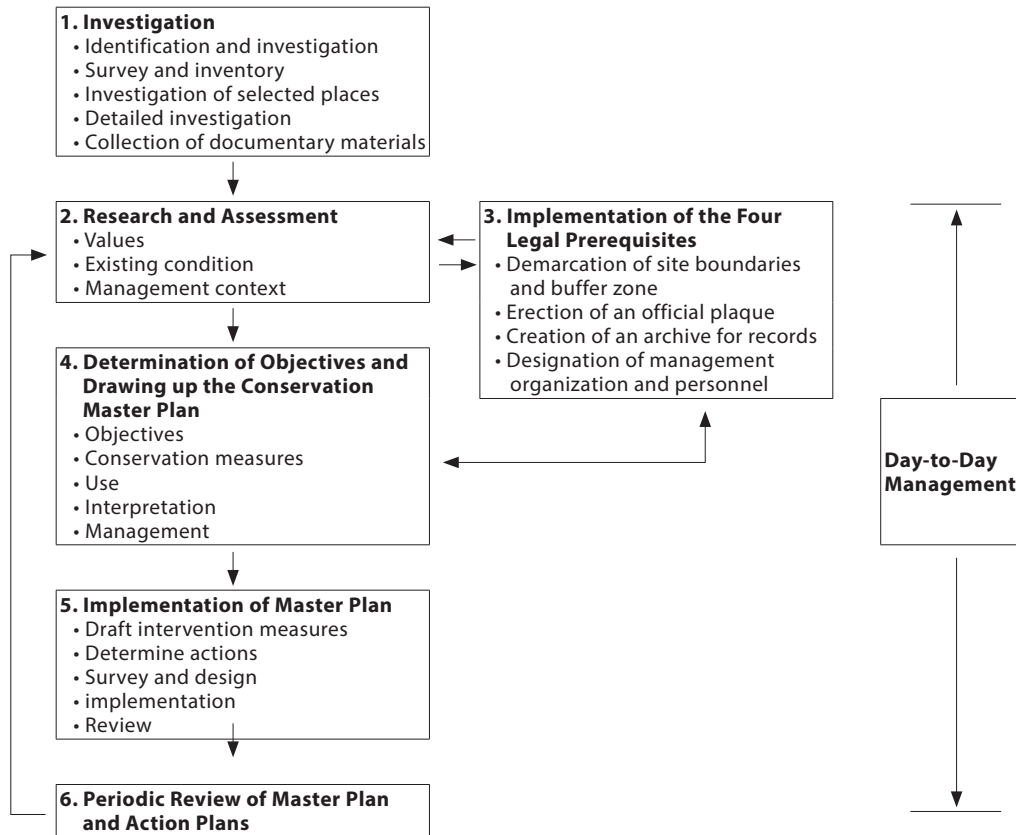 1. Investigation
• Identification and investigation
• Survey and inventory
• Investigation of selected places
• Detailed investigation
• Collection of documentary materials
2. Research and Assessment
• Values
• Existing condition
• Management context
3. Implementation of the Four
Legal Prerequisites
• Demarcation of site boundaries
and buffer zone
• Erection of an official plaque
• Creation of an archive for records
• Designation of management
organization and personnel
4. Determination of Objectives and
Drawing up the Conservation
Master Plan
• Objectives
• Conservation measures
• Use
• Interpretation
• Management
Day-to-Day
Management
5. Implementation of Master Plan
• Draft intervention measures
• Determine actions
• Survey and design
• implementation
• Review
6. Periodic Review of Master Plan
and Action Plans